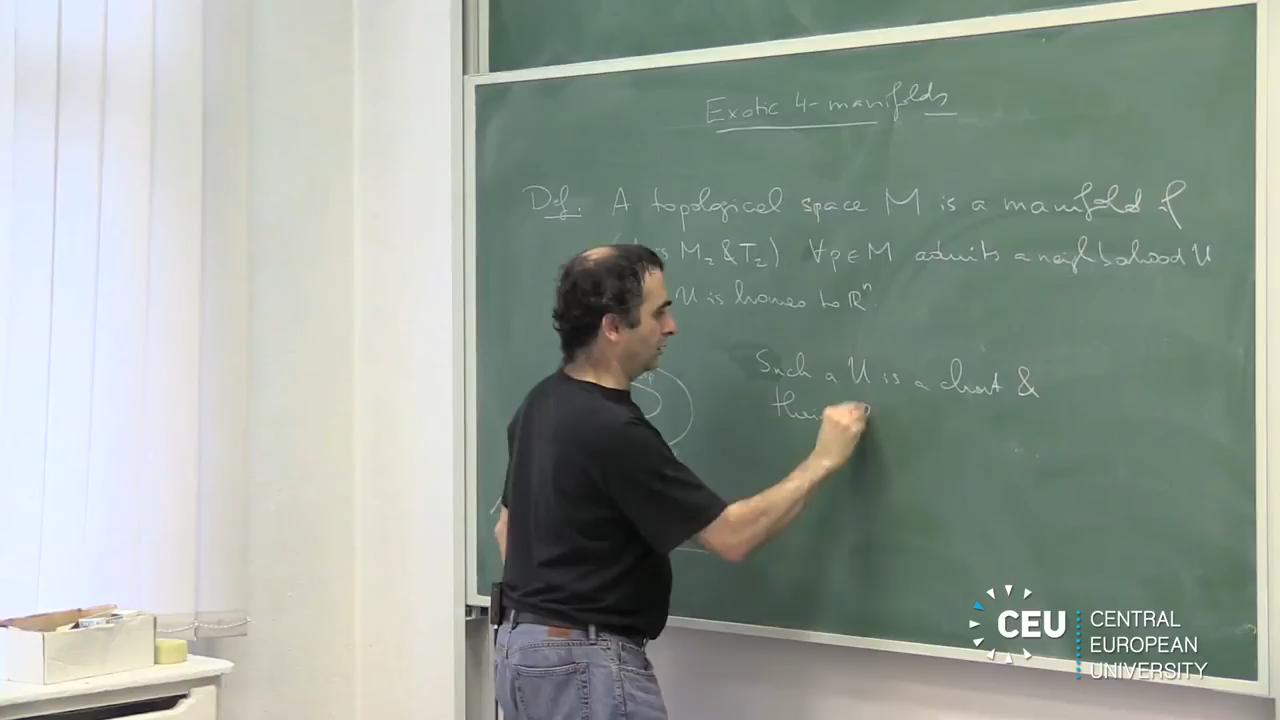 Exotic 4-manifolds
Def. A topological space M is a manifold if
M₂ & T₂) ∀p∈M admits a neighborhood U
U is homeo to ℝⁿ.
Such a U is a chart &
CEU CENTRAL
EUROPEAN
UNIVERSITY